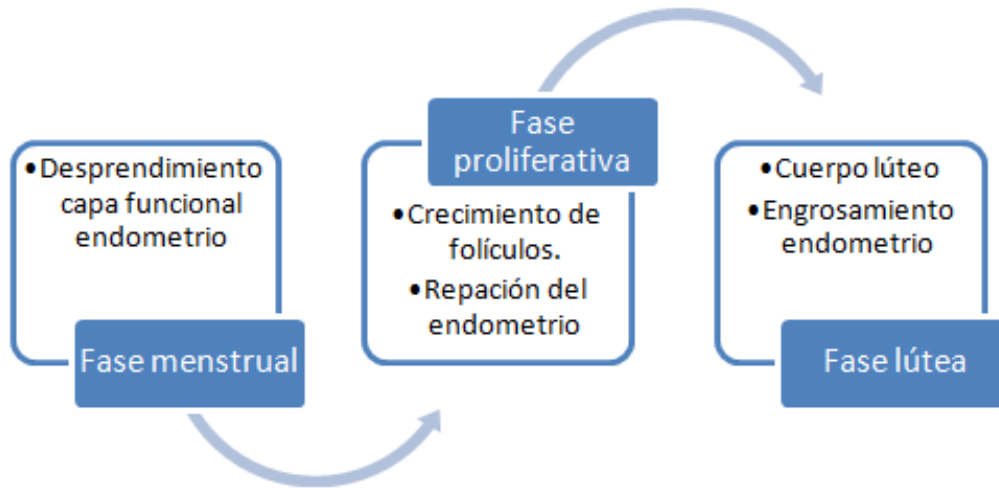 •Desprendimiento
capa funcional
endometrio
Fase menstrual
Fase
proliferativa
•Crecimiento de
folículos.
•Repación del
endometrio
•Cuerpo lúteo
•Engrosamiento
endometrio
Fase lútea